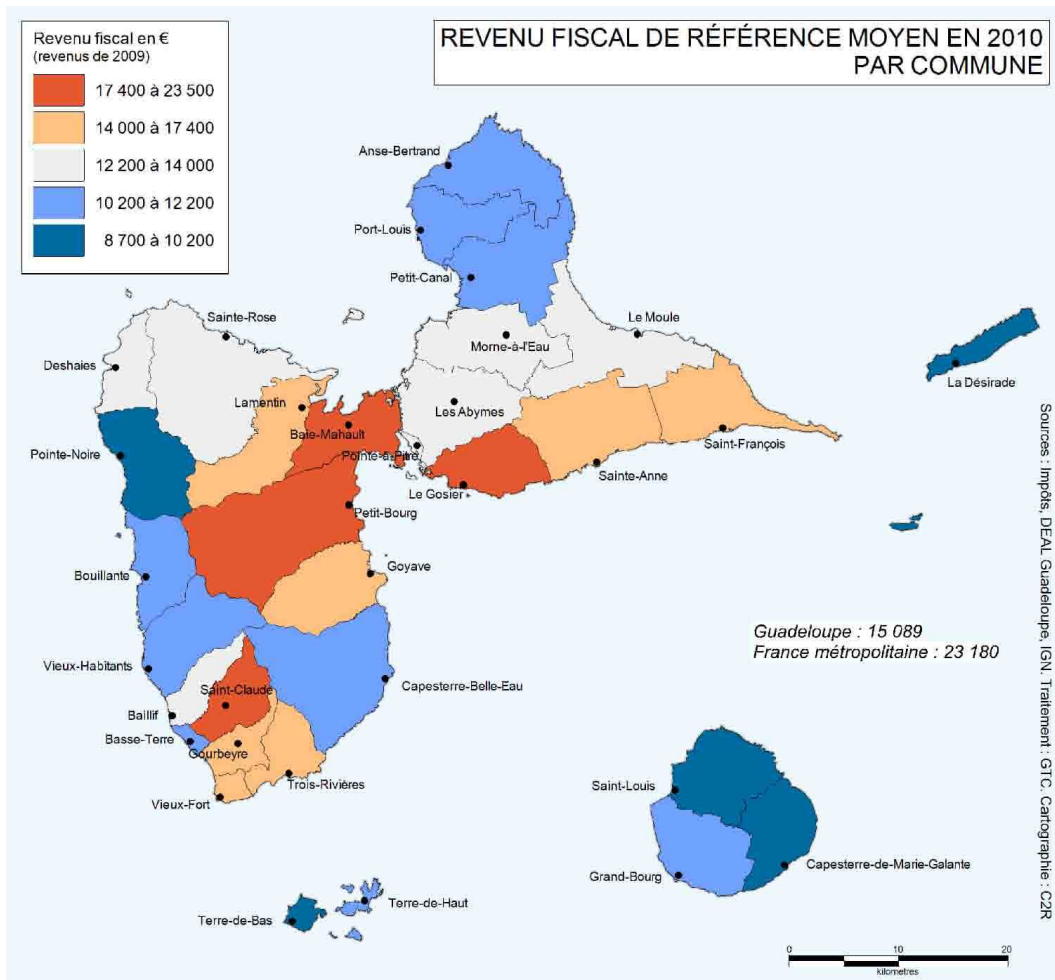 Revenu fiscal en €
(revenus de 2009)
17 400 à 23 500
14 000 à 17 400
12 200 à 14 000
10 200 à 12 200
8 700 à 10 200
REVENU FISCAL DE RÉFÉRENCE MOYEN EN 2010
PAR COMMUNE
Anse-Bertrand
Port-Louis
Petit-Canal
Sainte-Rose
Le Moule
Morne-à-l'Eau
Deshaies
La Désirade
Lamentin
Les Abymes
Baie-Mahault
Saint-François
Pointe-Noire
Pointe-à-Pitre
Sainte-Anne
Le Gosier
Petit-Bourg
Goyave
Bouillante
Guadeloupe : 15 089
France métropolitaine : 23 180
Vieux-Habitants
Capesterre-Belle-Eau
Saint-Claude
Baillif
Basse-Terre
Gourbeyre
Trois-Rivières
Vieux-Fort
Saint-Louis
Capesterre-de-Marie-Galante
Grand-Bourg
Terre-de-Haut
Terre-de-Bas
0 10 20
kilometres
Sources : Impôts, DEAL Guadeloupe, IGN. Traitement : GTC. Cartographie : C2R